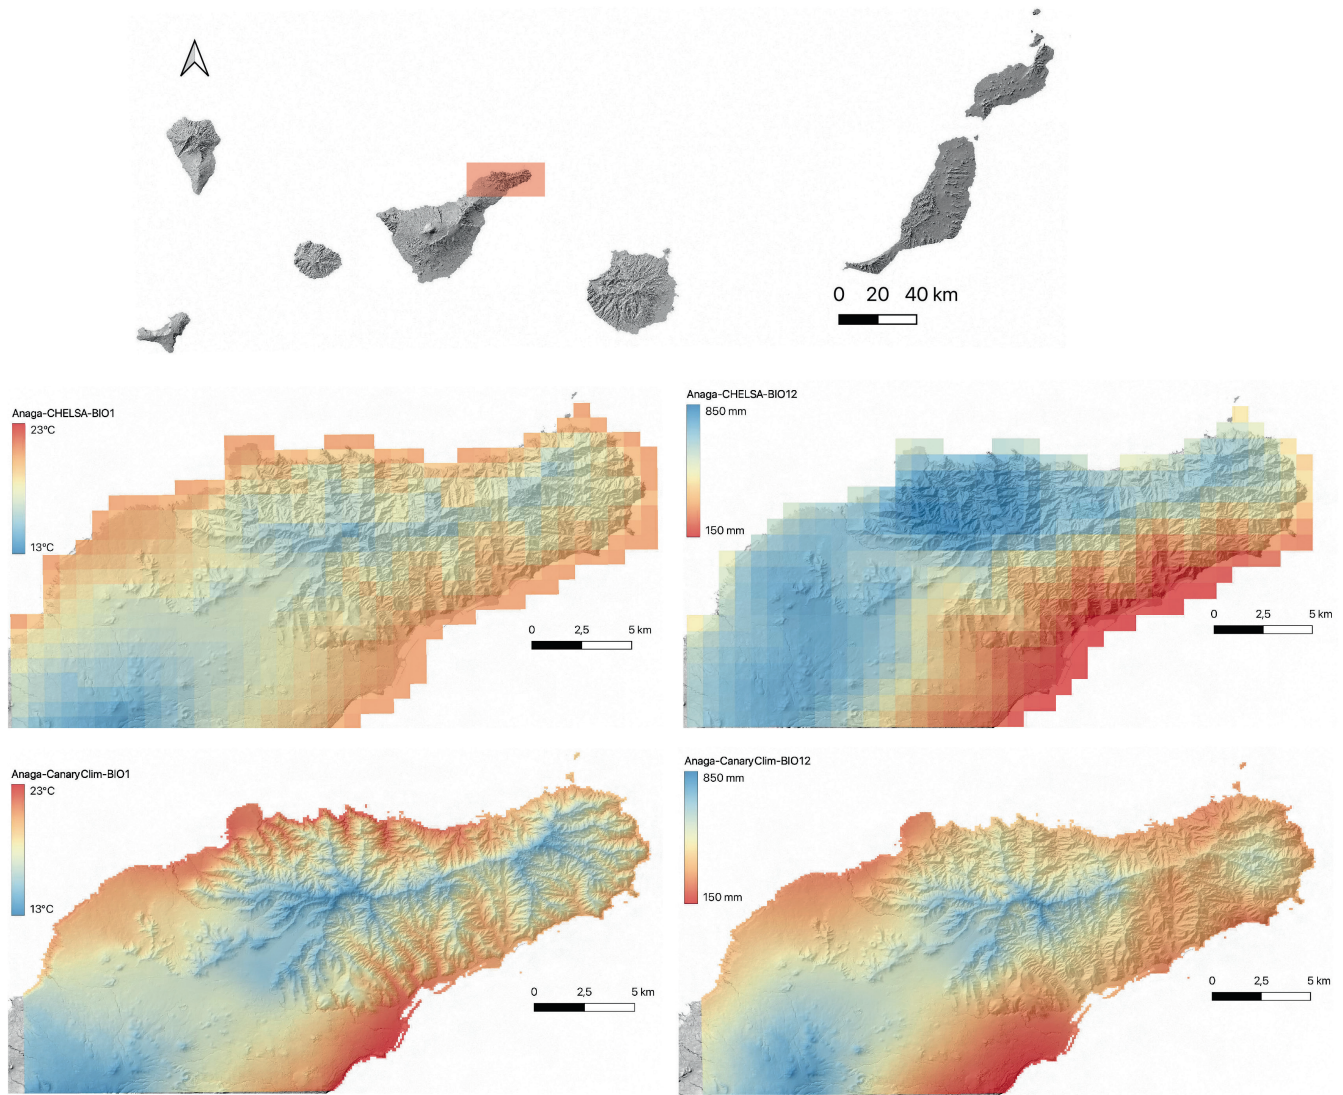 0 20 40 km
Anaga-CHELSA-BIO1
23°C
13°C
0 2,5 5 km
Anaga-CHELSA-BIO12
850 mm
150 mm
0 2,5 5 km
Anaga-CanaryClim-BIO1
23°C
13°C
0 2,5 5 km
Anaga-CanaryClim-BIO12
850 mm
150 mm
0 2,5 5 km